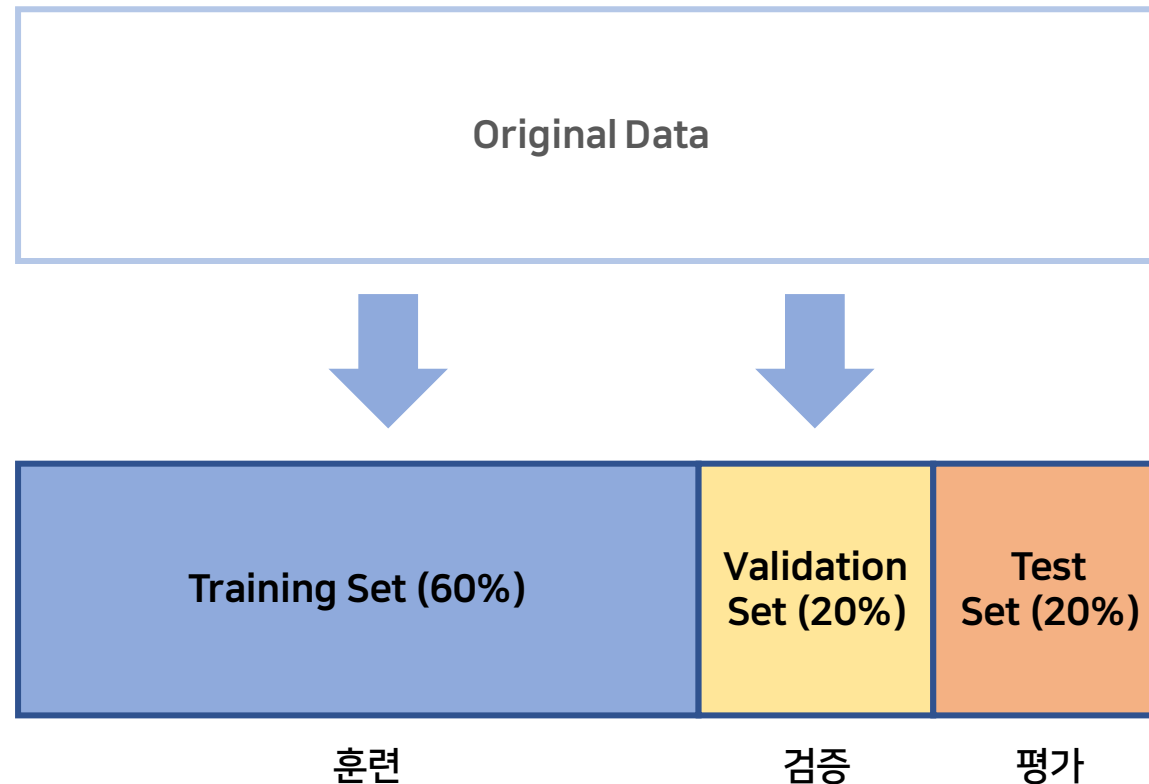 Original Data
Training Set (60%)
Validation
Set (20%)
Test
Set (20%)
훈련
검증
평가